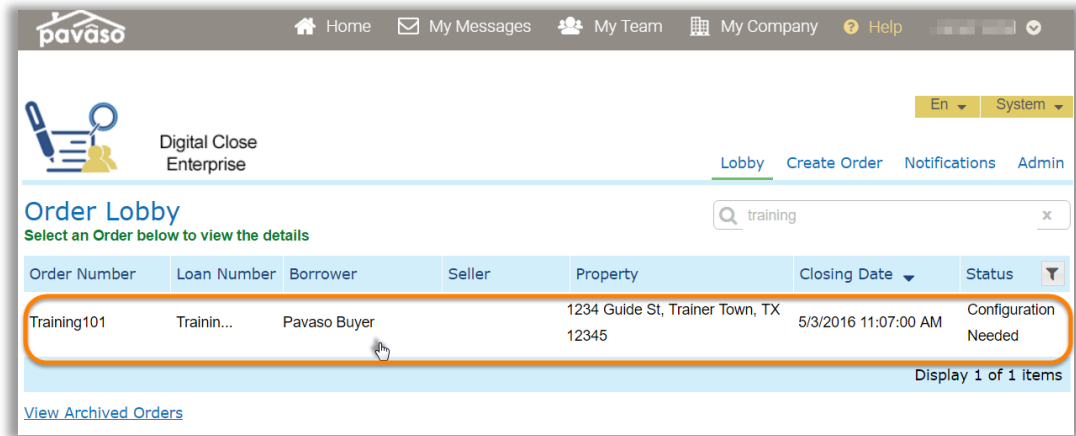 pavaso Home My Messages My Team My Company ? Help
En System
Digital Close
Enterprise
Lobby Create Order Notifications Admin
Order Lobby
training x
Select an Order below to view the details
Order Number Loan Number Borrower Seller Property Closing Date Status
Training101 Trainin... Pavaso Buyer 1234 Guide St, Trainer Town, TX 5/3/2016 11:07:00 AM Configuration
12345 Needed
Display 1 of 1 items
View Archived Orders